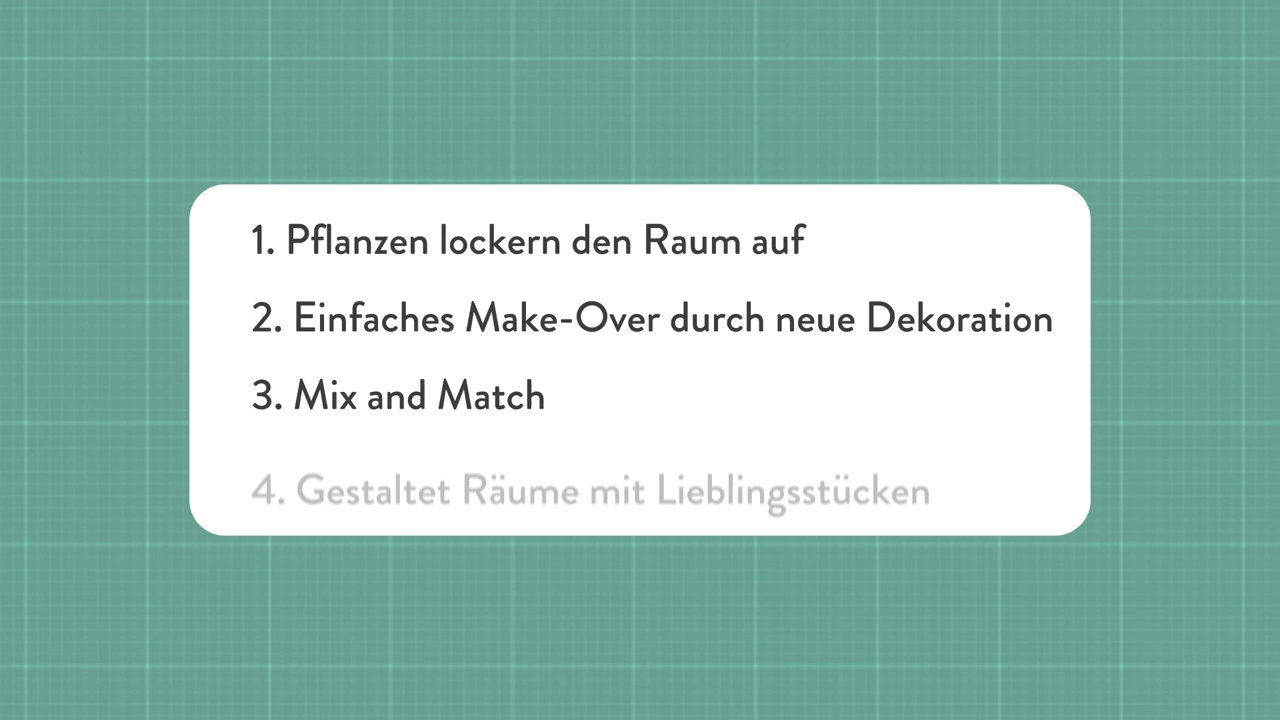 1. Pflanzen lockern den Raum auf
2. Einfaches Make-Over durch neue Dekoration
3. Mix and Match
4. Gestaltet Räume mit Lieblingsstücken